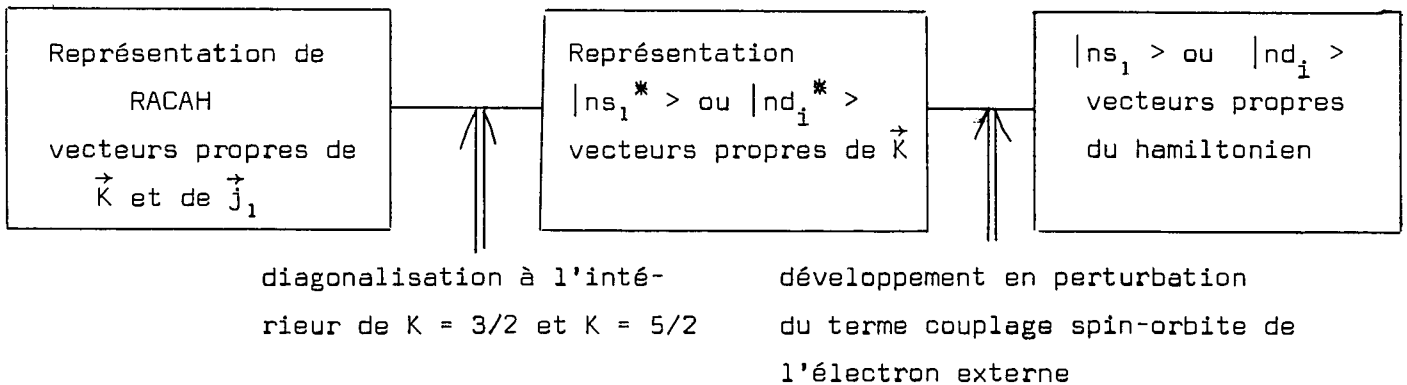 Représentation de
RACAH
vecteurs propres de
K⃗ et de j⃗₁
Représentation
|ns₁* > ou |nd_i* >
vecteurs propres de K⃗
|ns₁ > ou |nd_i >
vecteurs propres
du hamiltonien
diagonalisation à l'inté-
rieur de K = 3/2 et K = 5/2
développement en perturbation
du terme couplage spin-orbite de
l'électron externe